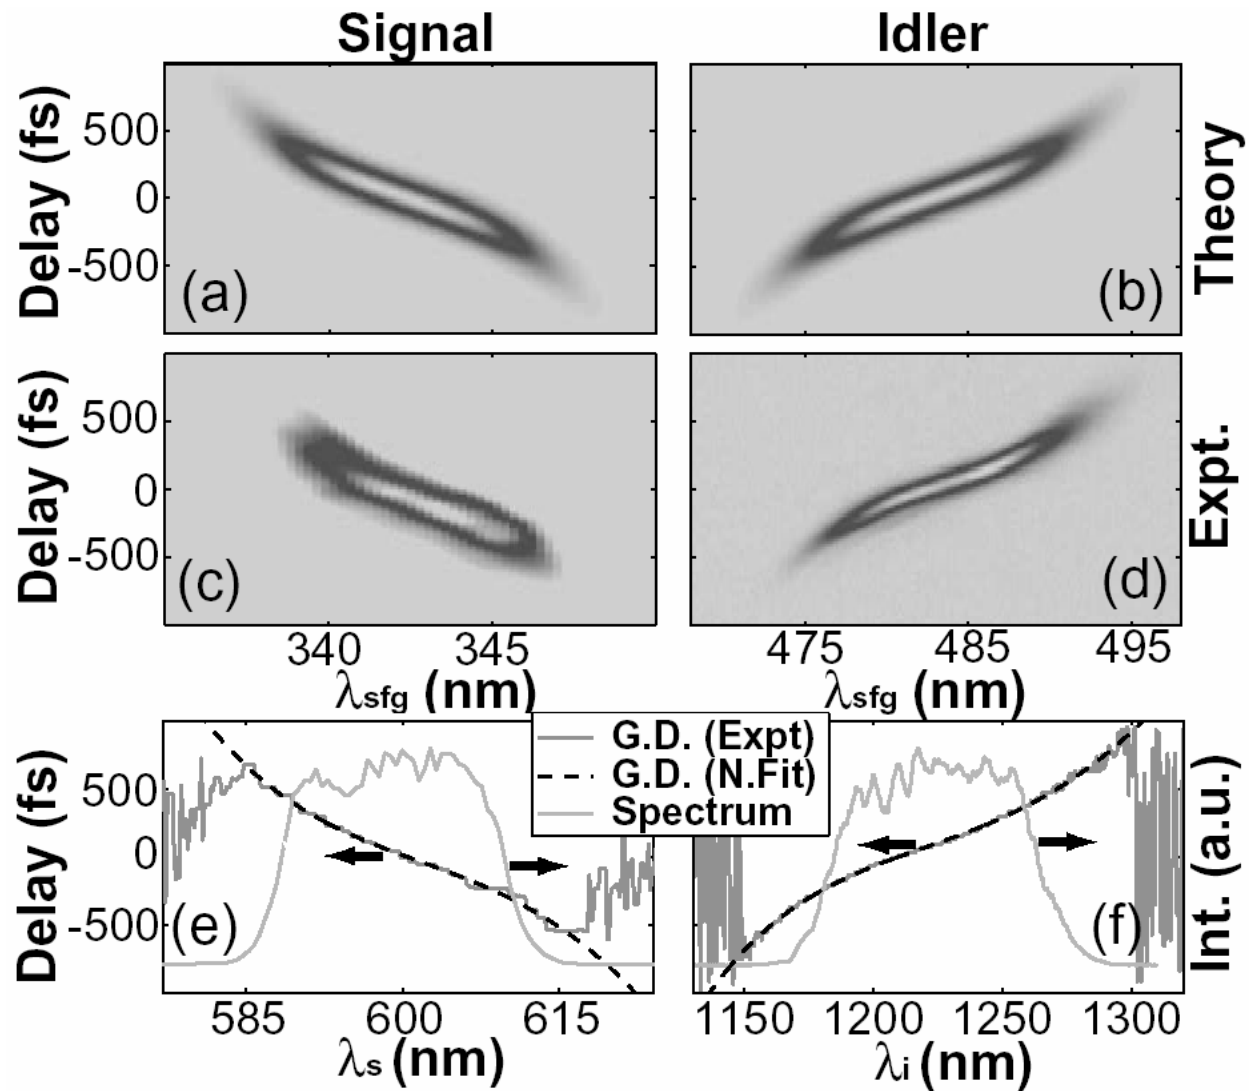 Signal Idler
Delay (fs) 500 0 -500 (a) (b) Theory
Delay (fs) 500 0 -500 (c) (d) Expt.
340 345 475 485 495
λsfg (nm) λsfg (nm)
G.D. (Expt)
G.D. (N.Fit)
Spectrum
Delay (fs) 500 0 -500 (e) (f) Int. (a.u.)
585 600 615 1150 1200 1250 1300
λs (nm) λi (nm)